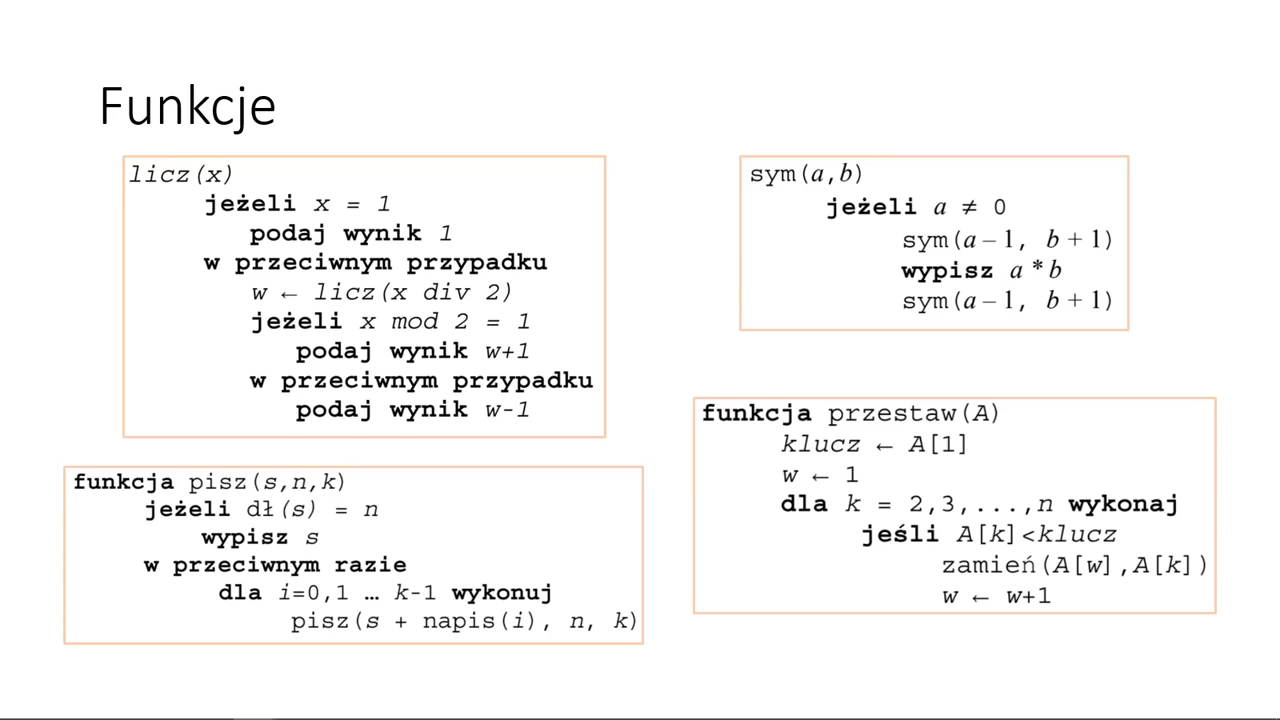 Funkcje
licz(x)
jeżeli x = 1
podaj wynik 1
w przeciwnym przypadku
w ← licz(x div 2)
jeżeli x mod 2 = 1
podaj wynik w+1
w przeciwnym przypadku
podaj wynik w-1
sym(a,b)
jeżeli a ≠ 0
sym(a – 1, b + 1)
wypisz a * b
sym(a – 1, b + 1)
funkcja pisz(s,n,k)
jeżeli dł(s) = n
wypisz s
w przeciwnym razie
dla i=0,1 … k-1 wykonuj
pisz(s + napis(i), n, k)
funkcja przestaw(A)
klucz ← A[1]
w ← 1
dla k = 2,3,...,n wykonaj
jeśli A[k]<klucz
zamień(A[w],A[k])
w ← w+1